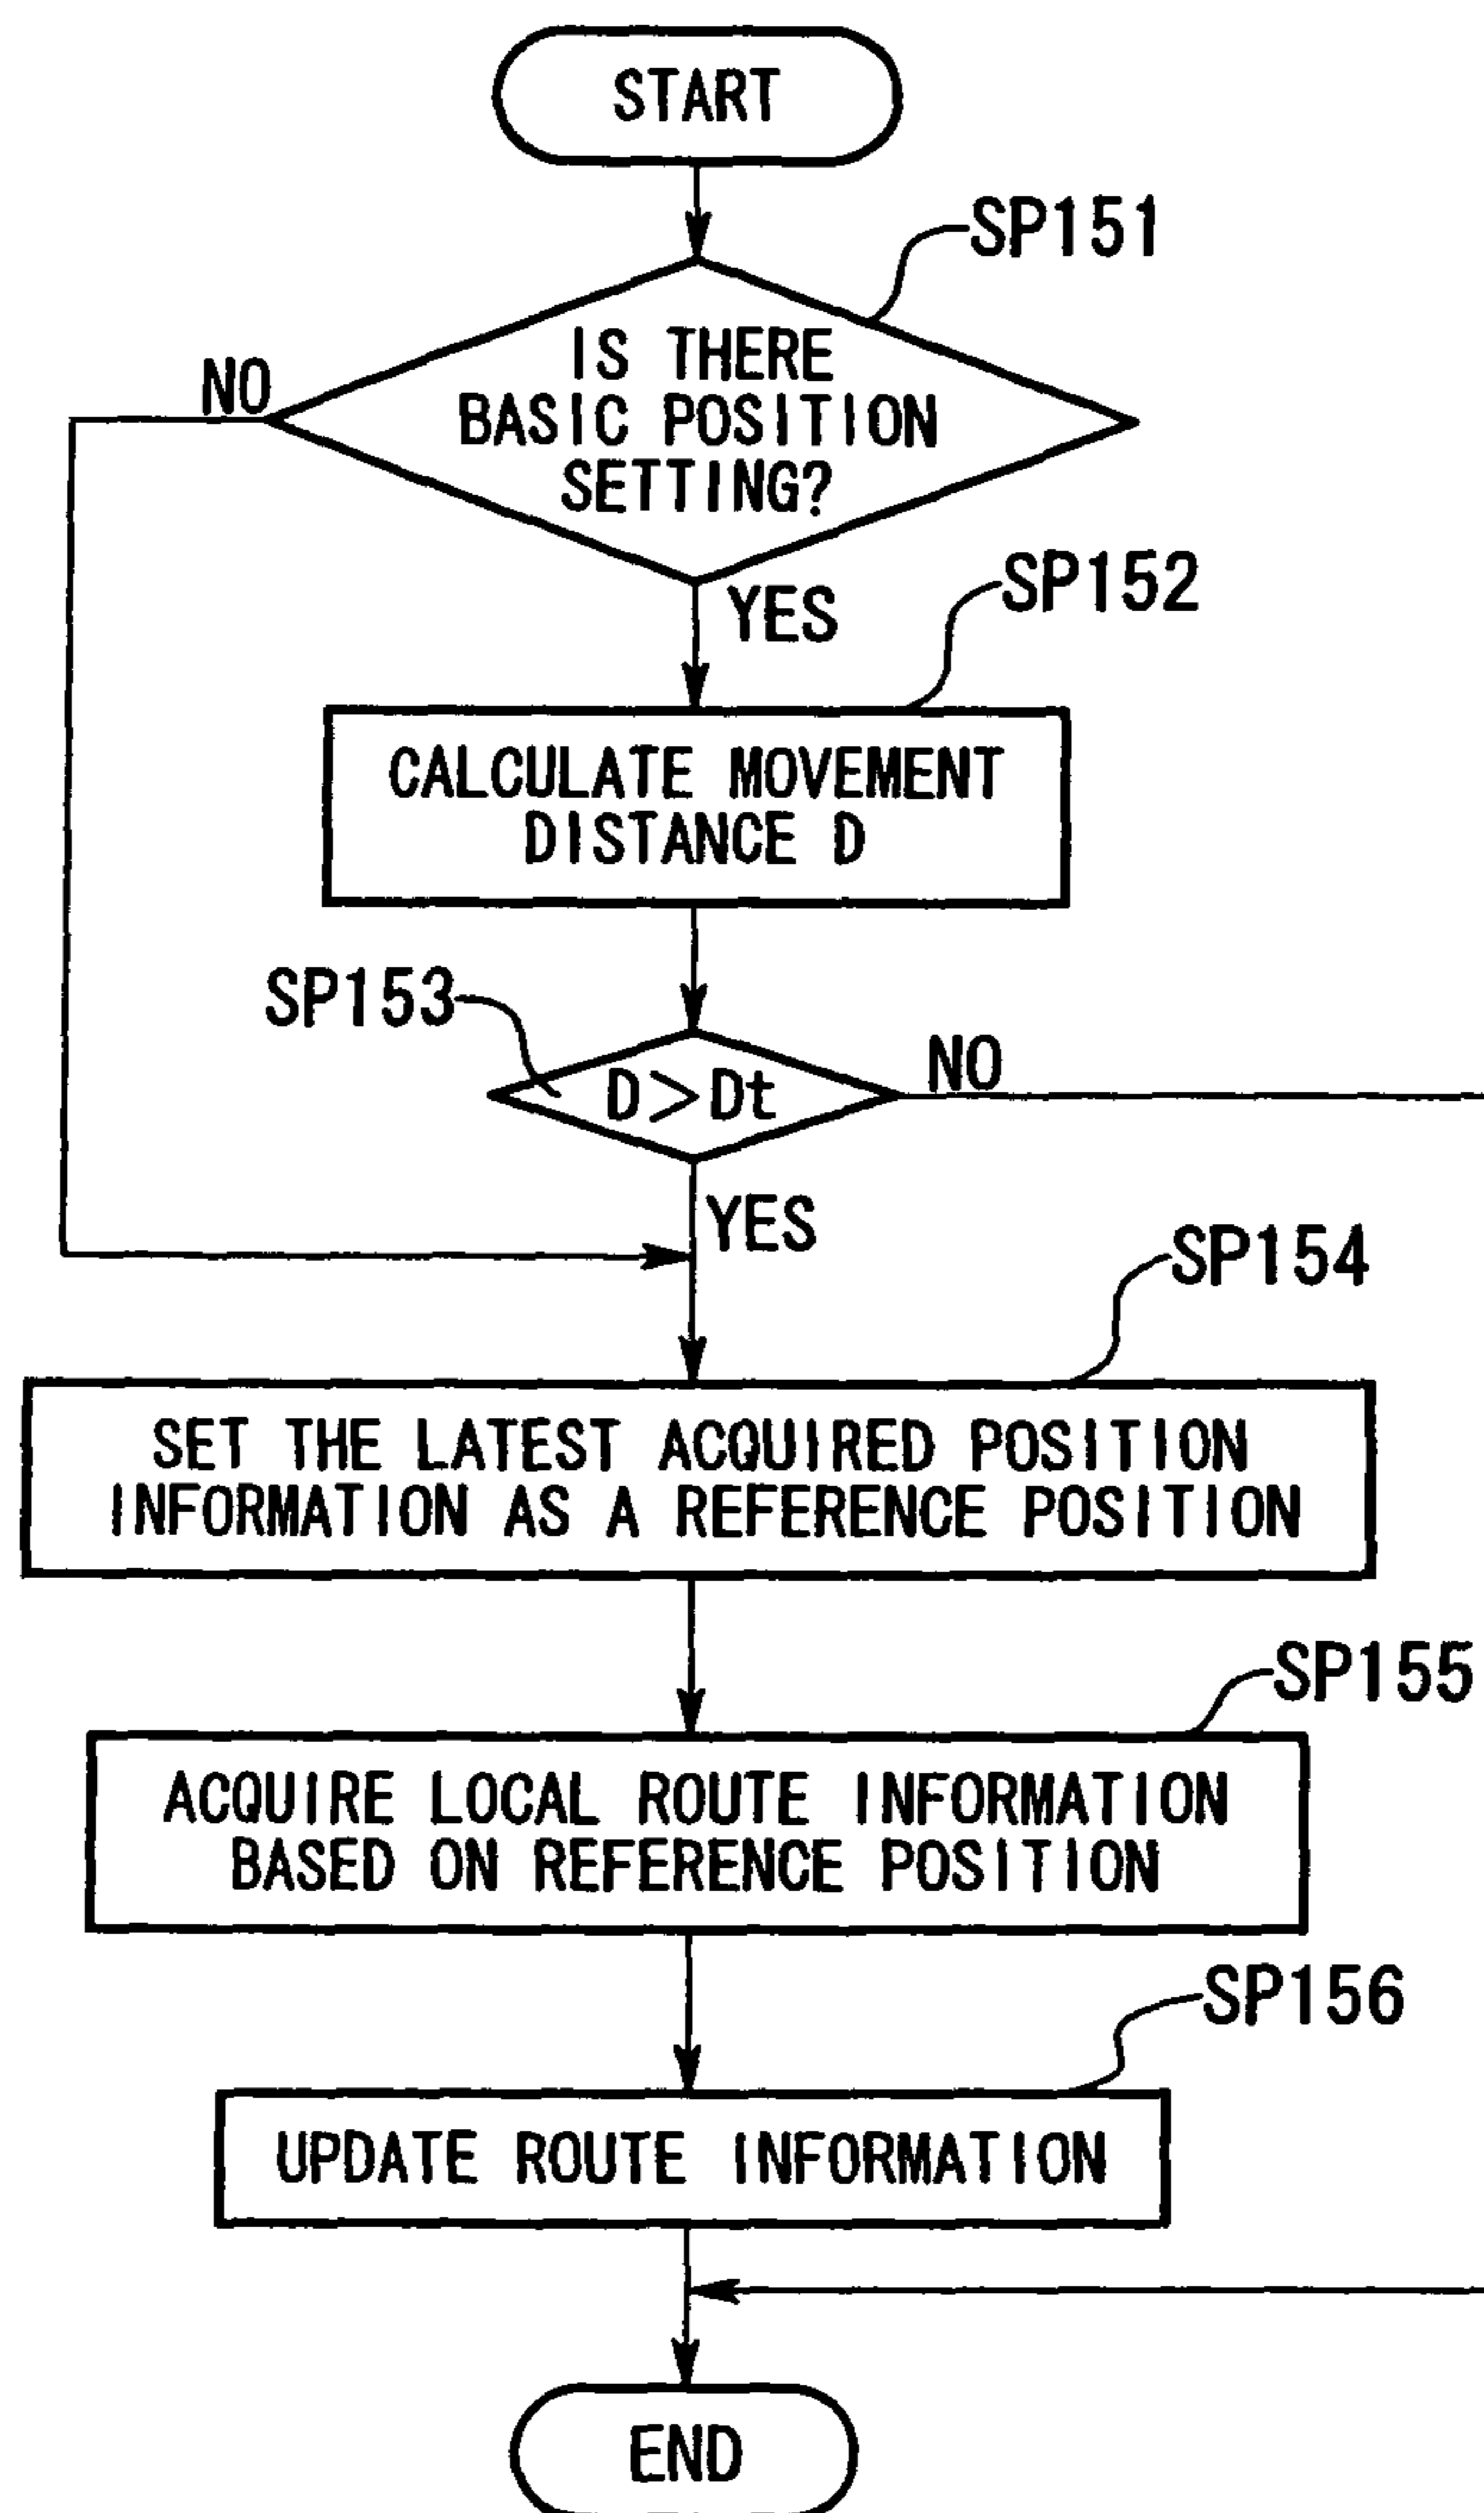 START
SP151
IS THERE
BASIC POSITION
SETTING?
NO
YES
SP152
CALCULATE MOVEMENT
DISTANCE D
SP153
D>Dt
NO
YES
SP154
SET THE LATEST ACQUIRED POSITION
INFORMATION AS A REFERENCE POSITION
SP155
ACQUIRE LOCAL ROUTE INFORMATION
BASED ON REFERENCE POSITION
SP156
UPDATE ROUTE INFORMATION
END